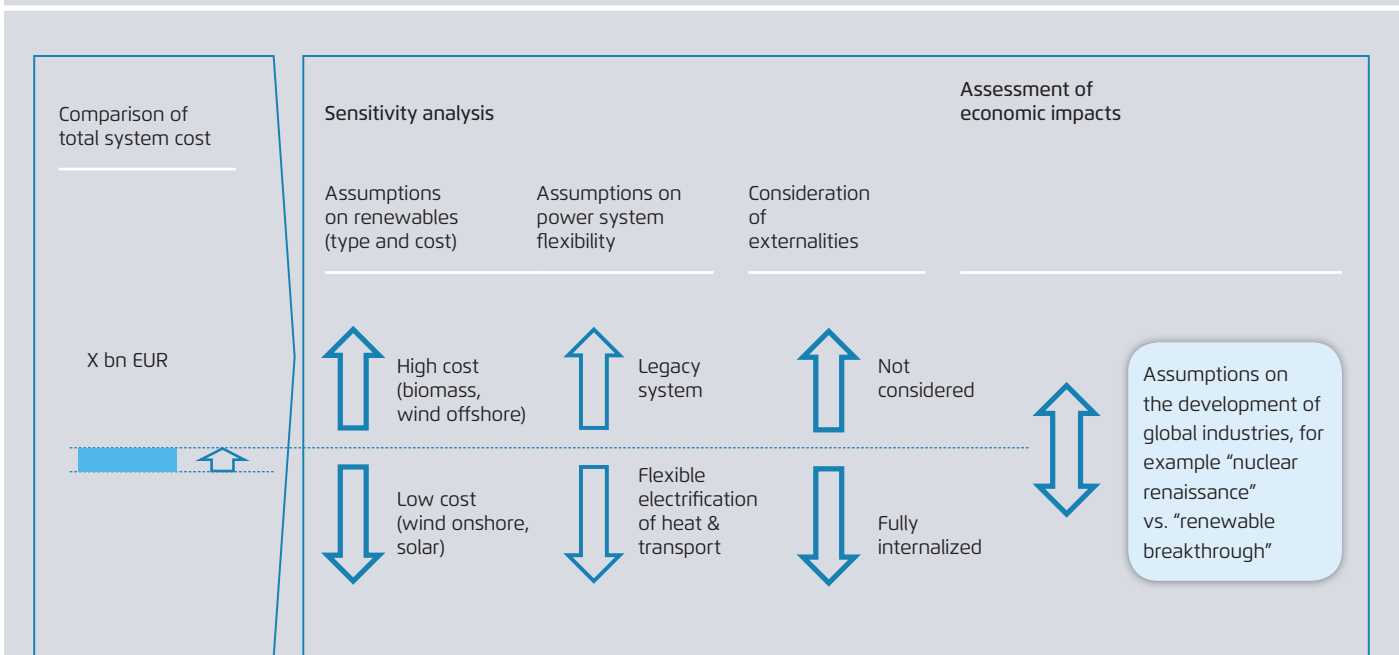 Comparison of
total system cost
X bn EUR
Sensitivity analysis
Assumptions
on renewables
(type and cost)
High cost
(biomass,
wind offshore)
Low cost
(wind onshore,
solar)
Assumptions on
power system
flexibility
Legacy
system
Flexible
electrification
of heat &
transport
Consideration
of
externalities
Not
considered
Fully
internalized
Assessment of
economic impacts
Assumptions on
the development of
global industries, for
example “nuclear
renaissance”
vs. “renewable
breakthrough”